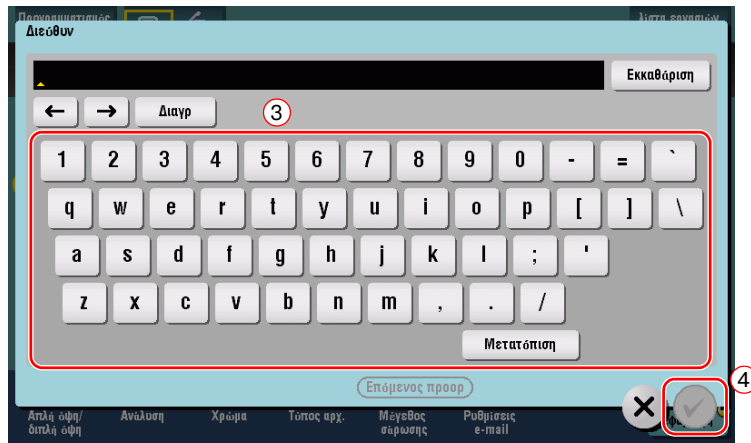 Προγραμματισμός
λίστα εργασιών
Διεύθυν
Εκκαθάριση
← → Διαγρ
3
1 2 3 4 5 6 7 8 9 0 - = `
q w e r t y u i o p [ ] \
a s d f g h j k l ; '
z x c v b n m , . /
Μετατόπιση
Επόμενος προορ
4
Απλή όψη/
διπλή όψη
Ανάλυση
Χρώμα
Τύπος αρχ.
Μέγεθος
σάρωσης
Ρυθμίσεις
e-mail